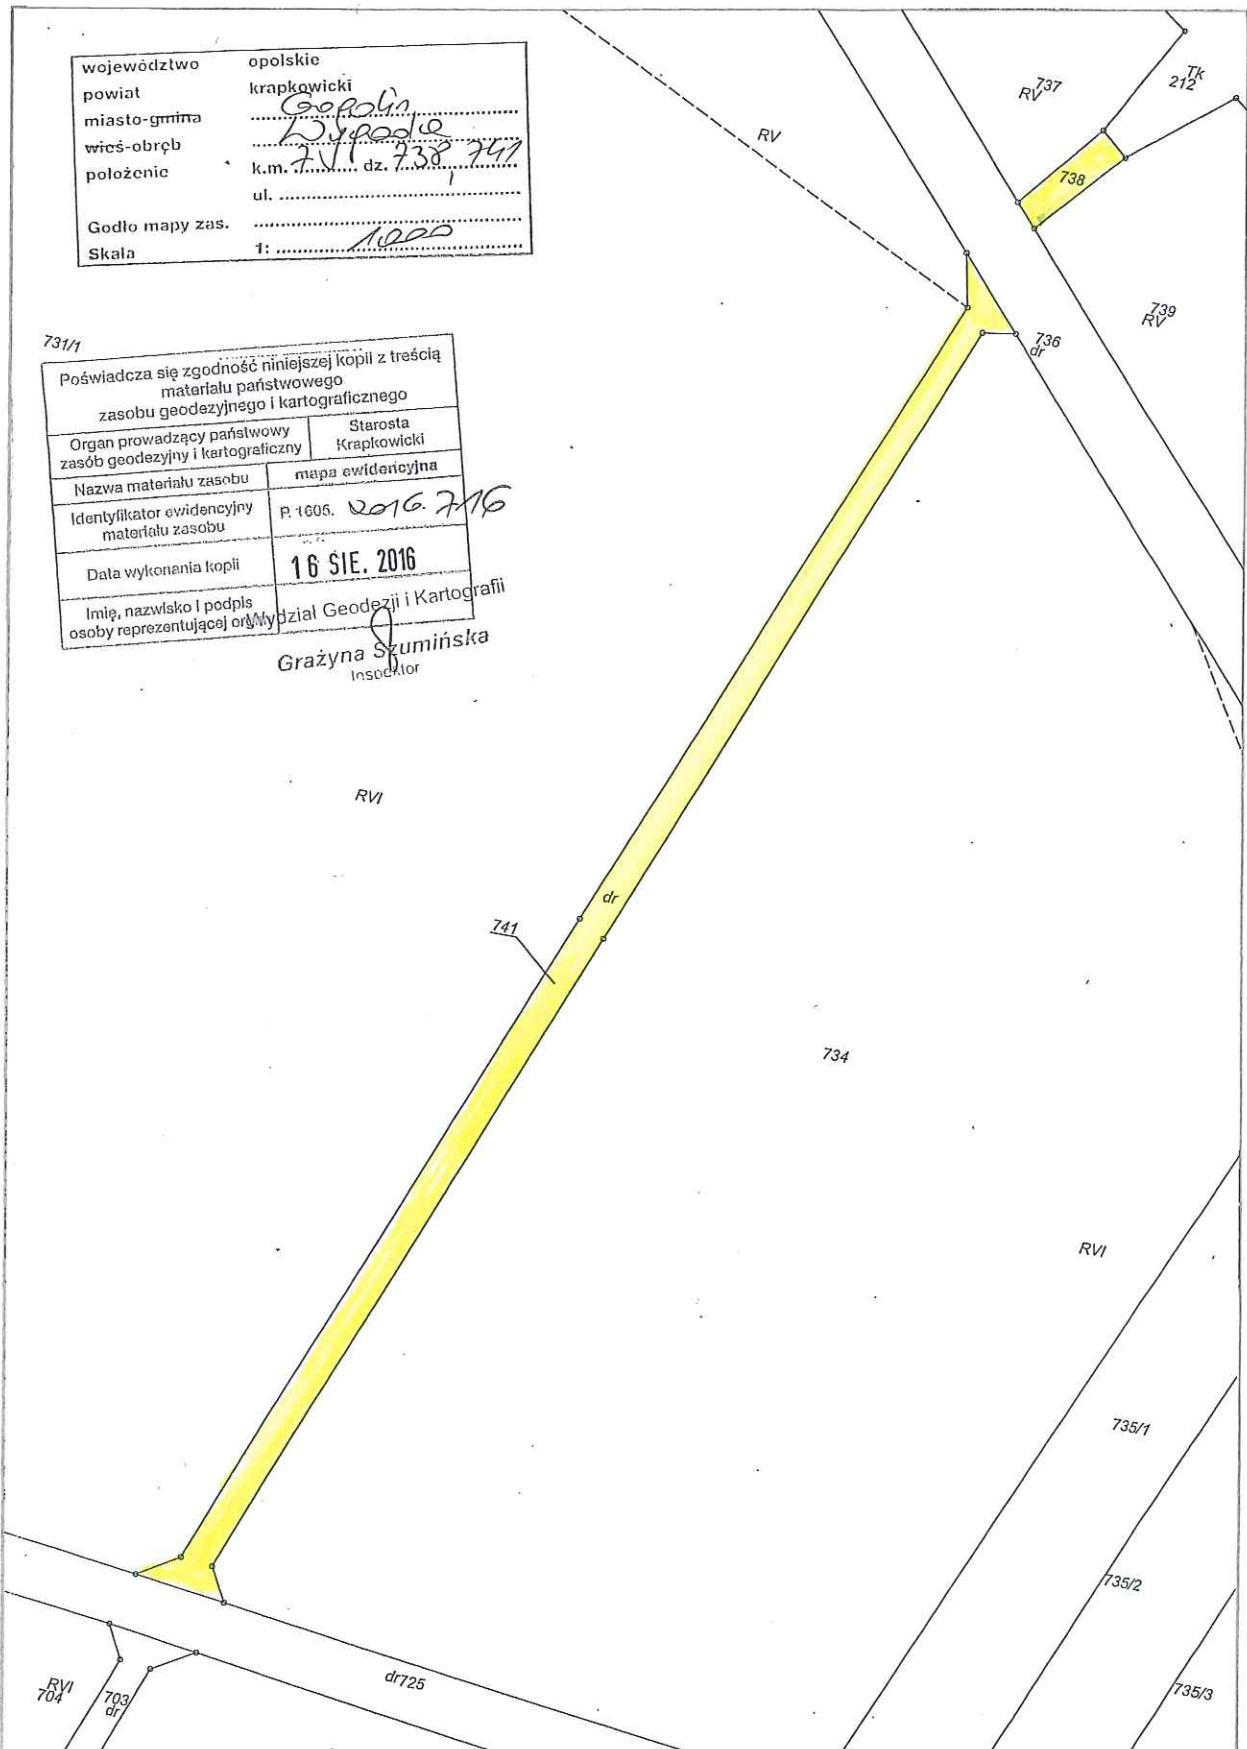 województwo opolskie
powiat krapkowicki
miasto-gmina Gogolin
wieś-obręb Wygoda
położenie k.m. 7 VI dz. 738, 741
ul.
Godło mapy zas.
Skala 1: 1000
731/1
Poświadcza się zgodność niniejszej kopii z treścią
materiału państwowego
zasobu geodezyjnego i kartograficznego
Organ prowadzący państwowy
zasób geodezyjny i kartograficzny
Starosta
Krapkowicki
Nazwa materiału zasobu
mapa ewidencyjna
Identyfikator ewidencyjny
materiału zasobu
P. 1605. 2016. 716
Data wykonania kopii
16 SIE. 2016
Imię, nazwisko i podpis
osoby reprezentującej
Wydział Geodezji i Kartografii
Grażyna Szumińska
Inspektor
737
RV
Tk
212
RV
738
739
RV
736
dr
RVI
dr
741
734
RVI
735/1
735/2
735/3
dr725
RVI
704
703
dr